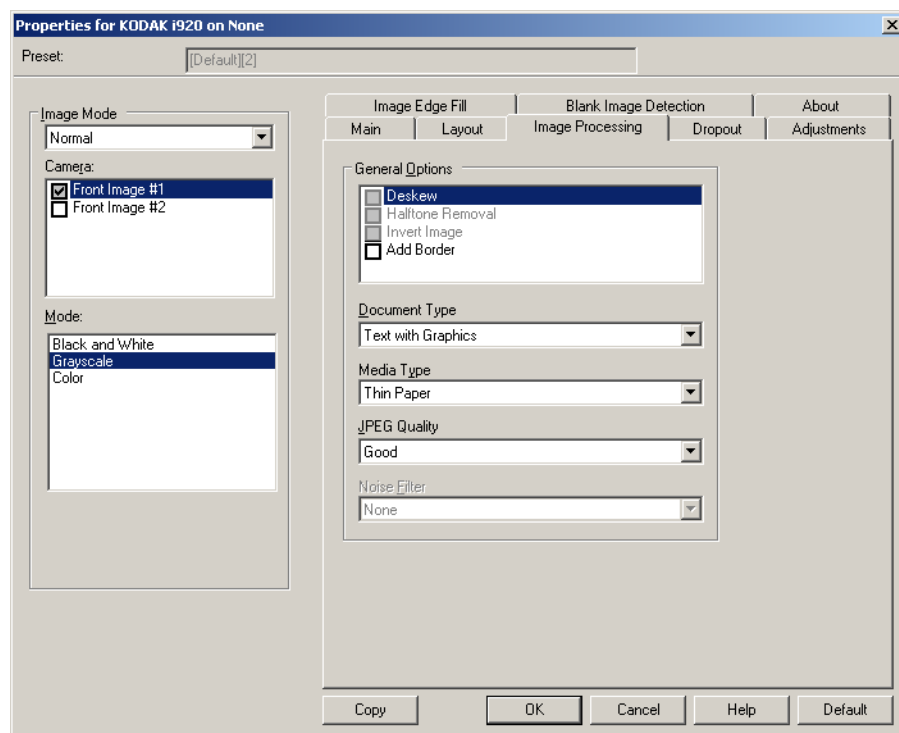 Properties for KODAK i920 on None
Preset:
[Default][2]
Image Mode
Normal
Camera:
Front Image #1
Front Image #2
Mode:
Black and White
Grayscale
Color
Image Edge Fill
Blank Image Detection
About
Main
Layout
Image Processing
Dropout
Adjustments
General Options
Deskew
Halftone Removal
Invert Image
Add Border
Document Type
Text with Graphics
Media Type
Thin Paper
JPEG Quality
Good
Noise Filter
None
Copy
OK
Cancel
Help
Default